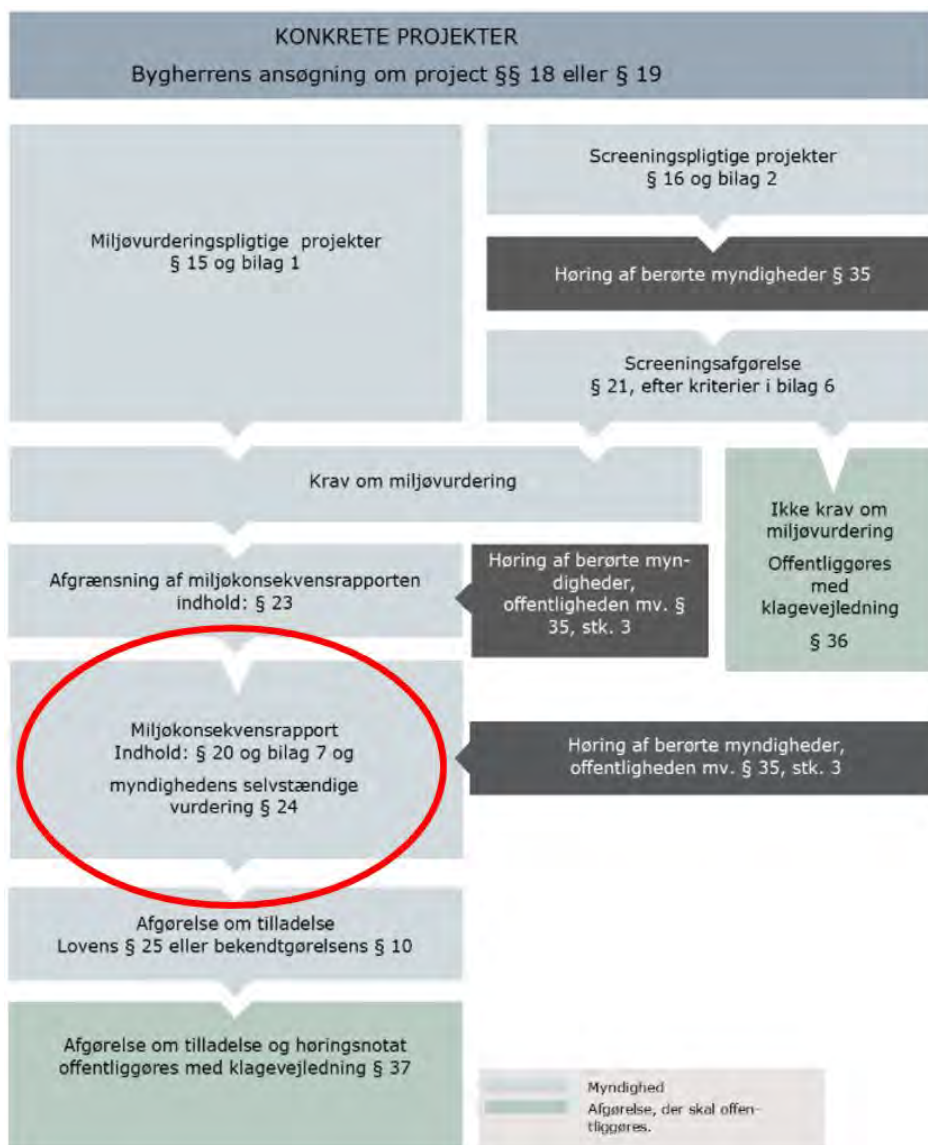 KONKRETE PROJEKTER
Bygherrens ansøgning om project §§ 18 eller § 19
Miljøvurderingspligtige projekter
§ 15 og bilag 1
Screeningspligtige projekter
§ 16 og bilag 2
Høring af berørte myndigheder § 35
Screeningsafgørelse
§ 21, efter kriterier i bilag 6
Krav om miljøvurdering
Ikke krav om
miljøvurdering
Offentliggøres
med
klagevejledning
§ 36
Afgrænsning af miljøkonsekvensrapporten
indhold: § 23
Høring af berørte myn-
digheder,
offentligheden mv. §
35, stk. 3
Miljøkonsekvensrapport
Indhold: § 20 og bilag 7 og
myndighedens selvstændige
vurdering § 24
Høring af berørte myndigheder,
offentligheden mv. § 35, stk. 3
Afgørelse om tilladelse
Lovens § 25 eller bekendtgørelsens § 10
Afgørelse om tilladelse og høringsnotat
offentliggøres med klagevejledning § 37
Myndighed
Afgørelse, der skal offen-
tliggøres.